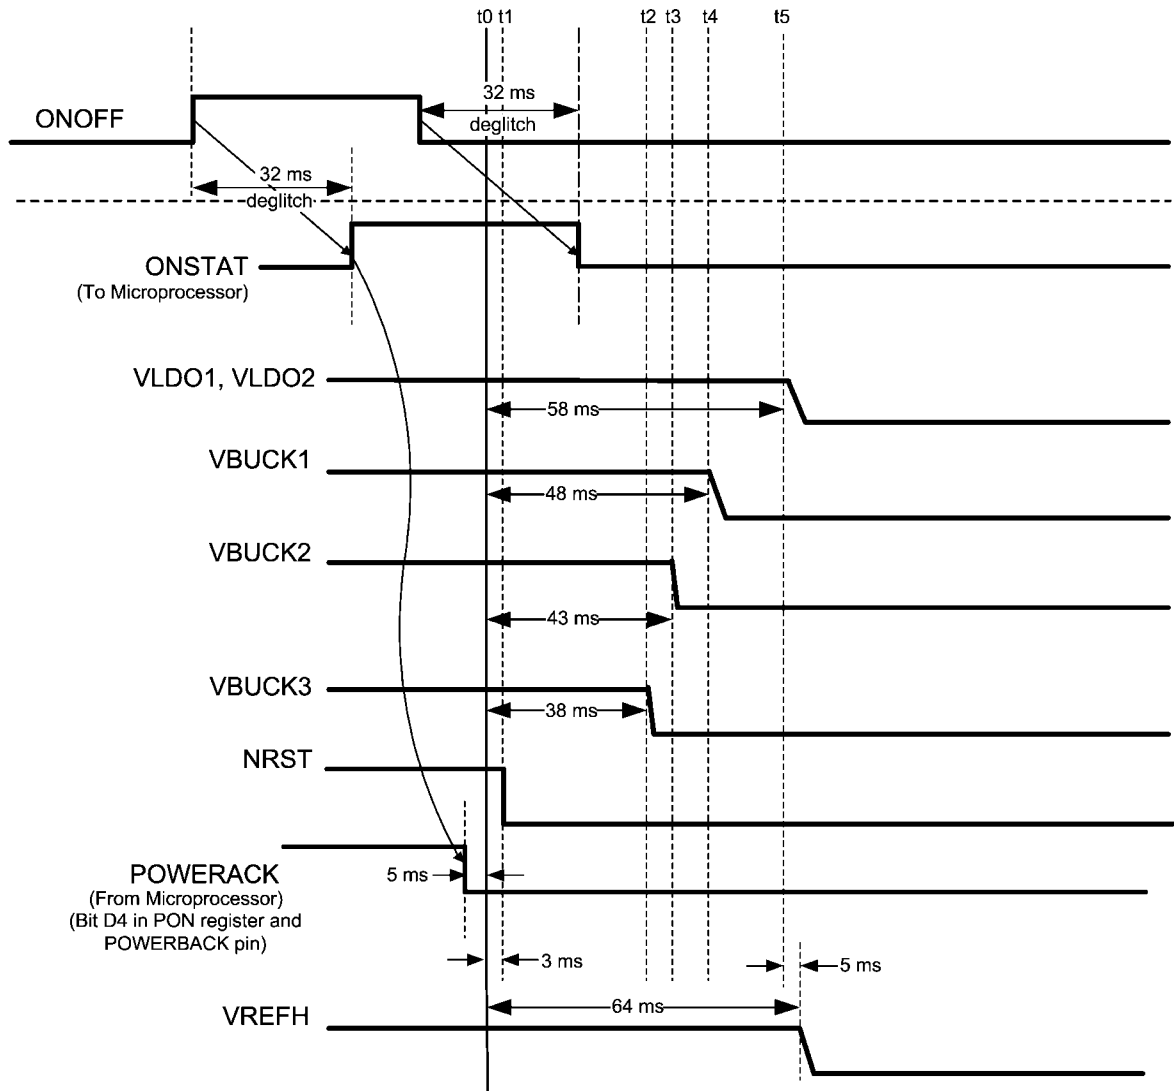 t0 t1 t2 t3 t4 t5
ONOFF
32 ms
deglitch
32 ms
deglitch
ONSTAT
(To Microprocessor)
VLDO1, VLDO2
58 ms
VBUCK1
48 ms
VBUCK2
43 ms
VBUCK3
38 ms
NRST
POWERACK
(From Microprocessor)
(Bit D4 in PON register and
POWERBACK pin)
5 ms
3 ms
5 ms
64 ms
VREFH